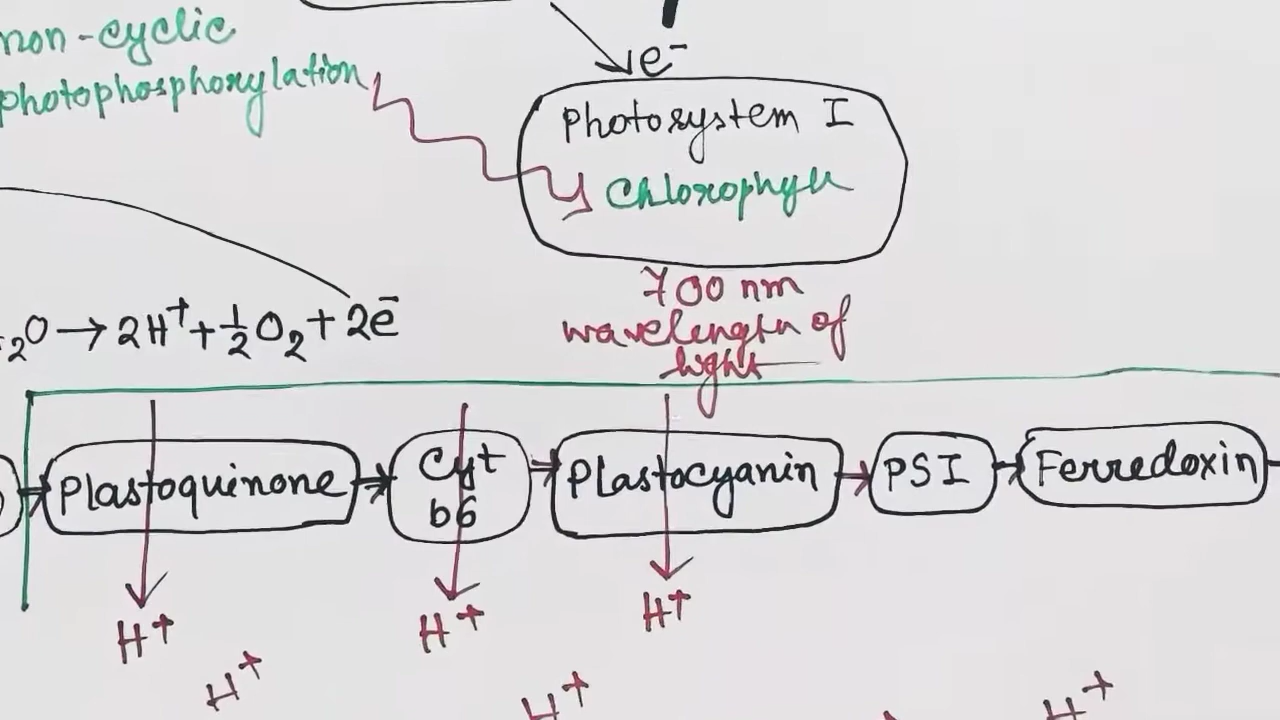 non-cyclic
photophosphorylation
e⁻
Photosystem I
Chlorophyll
700 nm
wavelength of
light
₂O → 2H⁺ + ½O₂ + 2e⁻
Plastoquinone → Cyt b6 → Plastocyanin → PSI → Ferredoxin
H⁺ H⁺ H⁺
H⁺ H⁺ H⁺